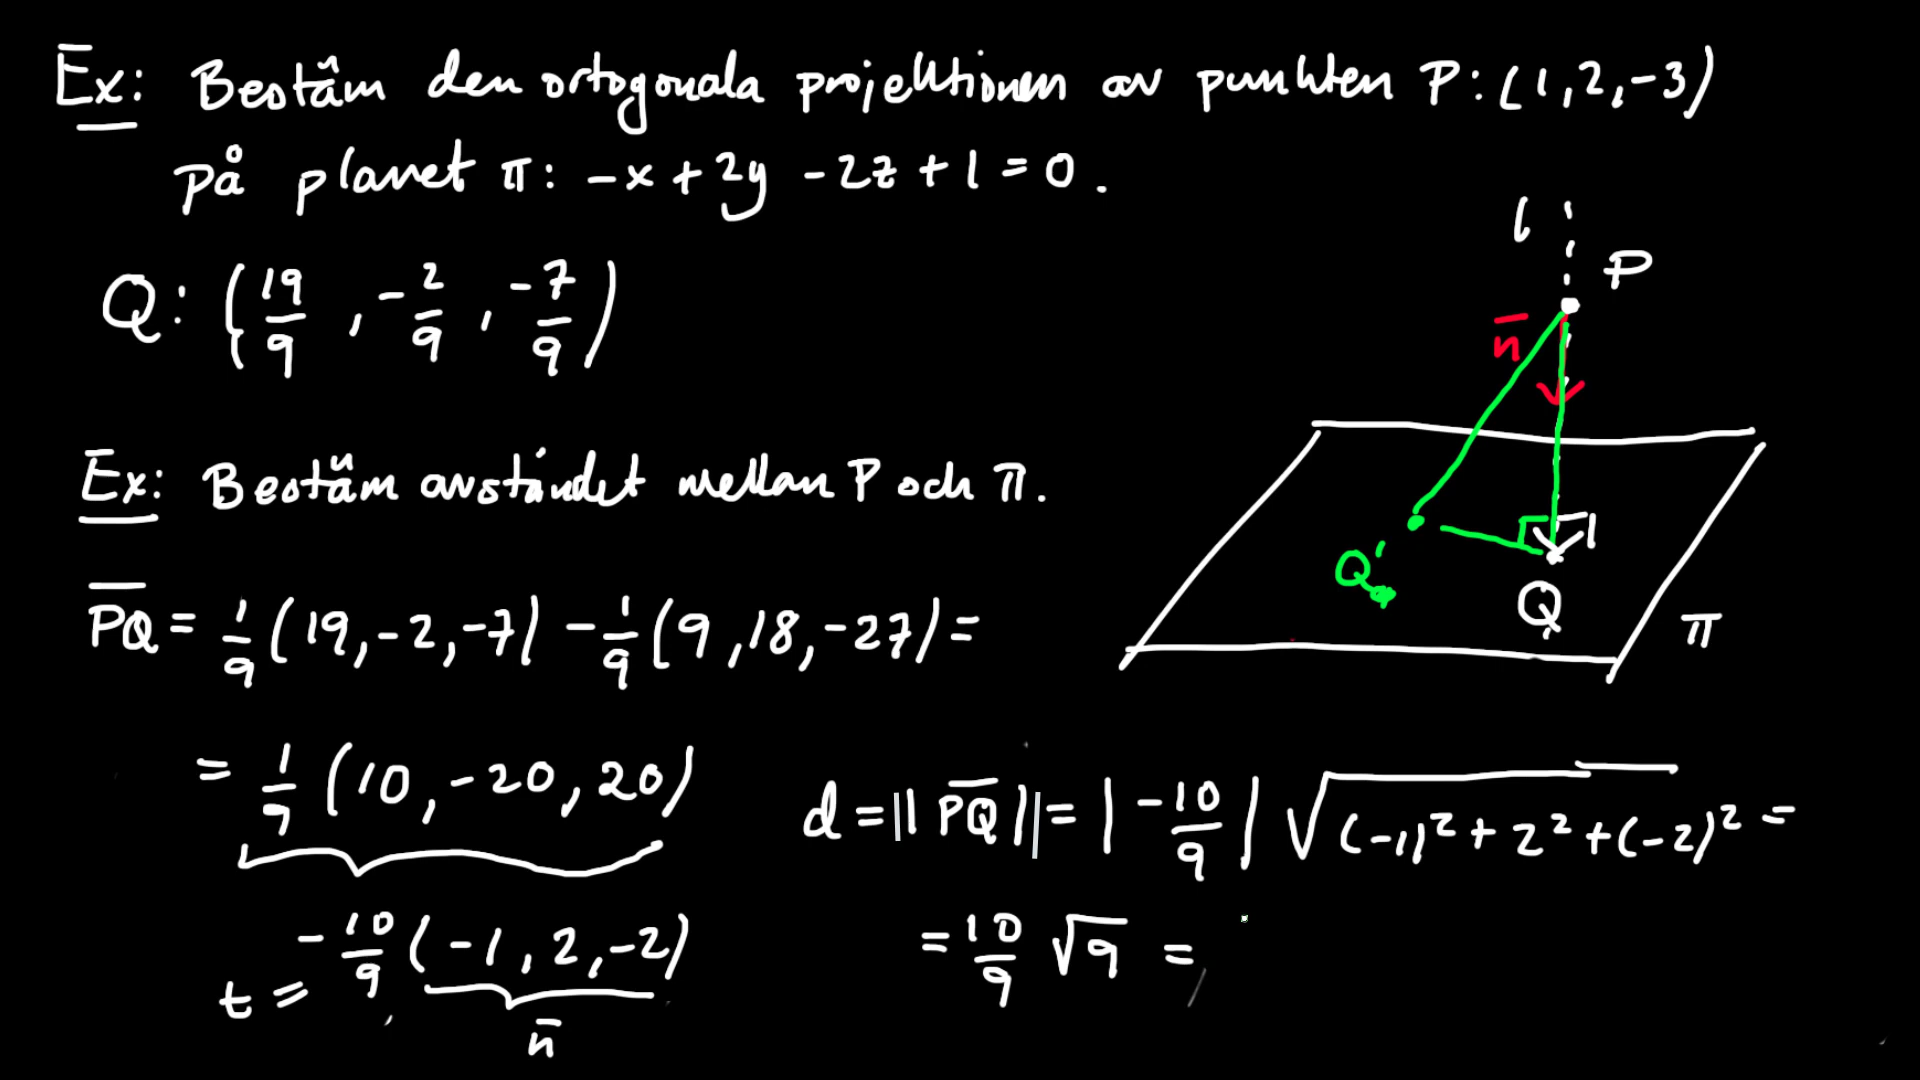 Ex: Bestäm den ortogonala projektionen av punkten P: (1, 2, -3)
på planet π: -x + 2y - 2z + 1 = 0.
Q: (19/9, -2/9, -7/9)
l
P
n̅
Q'
Q
π
Ex: Bestäm avståndet mellan P och π.
P̅Q̅ = 1/9 (19, -2, -7) - 1/9 (9, 18, -27) =
= 1/9 (10, -20, 20)
t = -10/9 (-1, 2, -2)
n̅
d = || P̅Q̅ || = | -10/9 | √((-1)² + 2² + (-2)²) =
= 10/9 √9 =